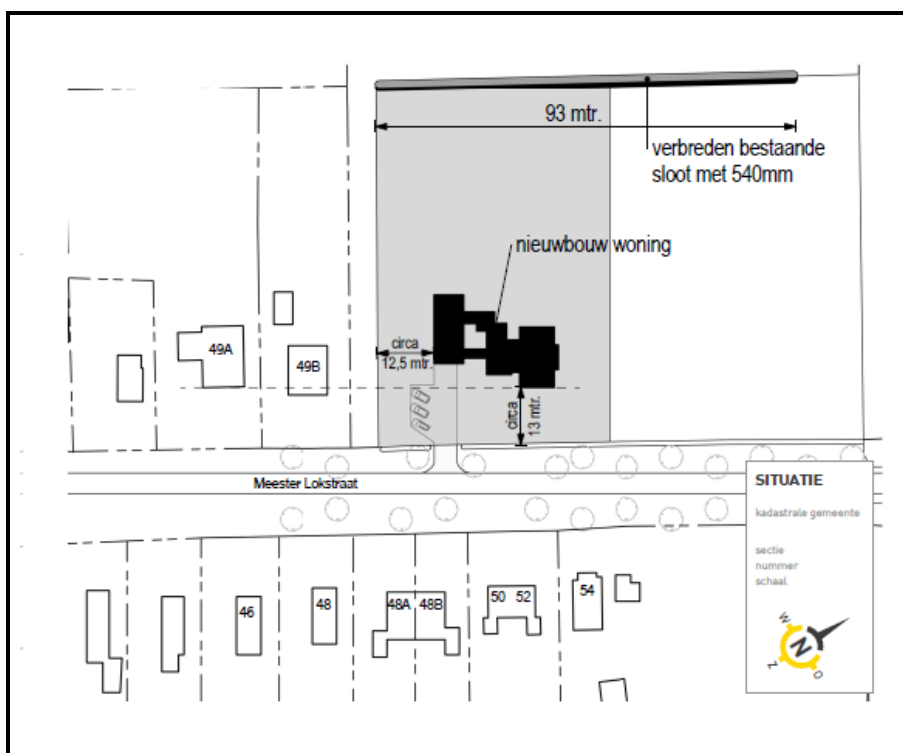 93 mtr.
verbreden bestaande
sloot met 540mm
nieuwbouw woning
circa
12,5 mtr.
49A
49B
circa
13 mtr.
Meester Lokstraat
SITUATIE
kadastrale gemeente
sectie
nummer
schaal
W
N
Z
O
46
48
48A
48B
50
52
54